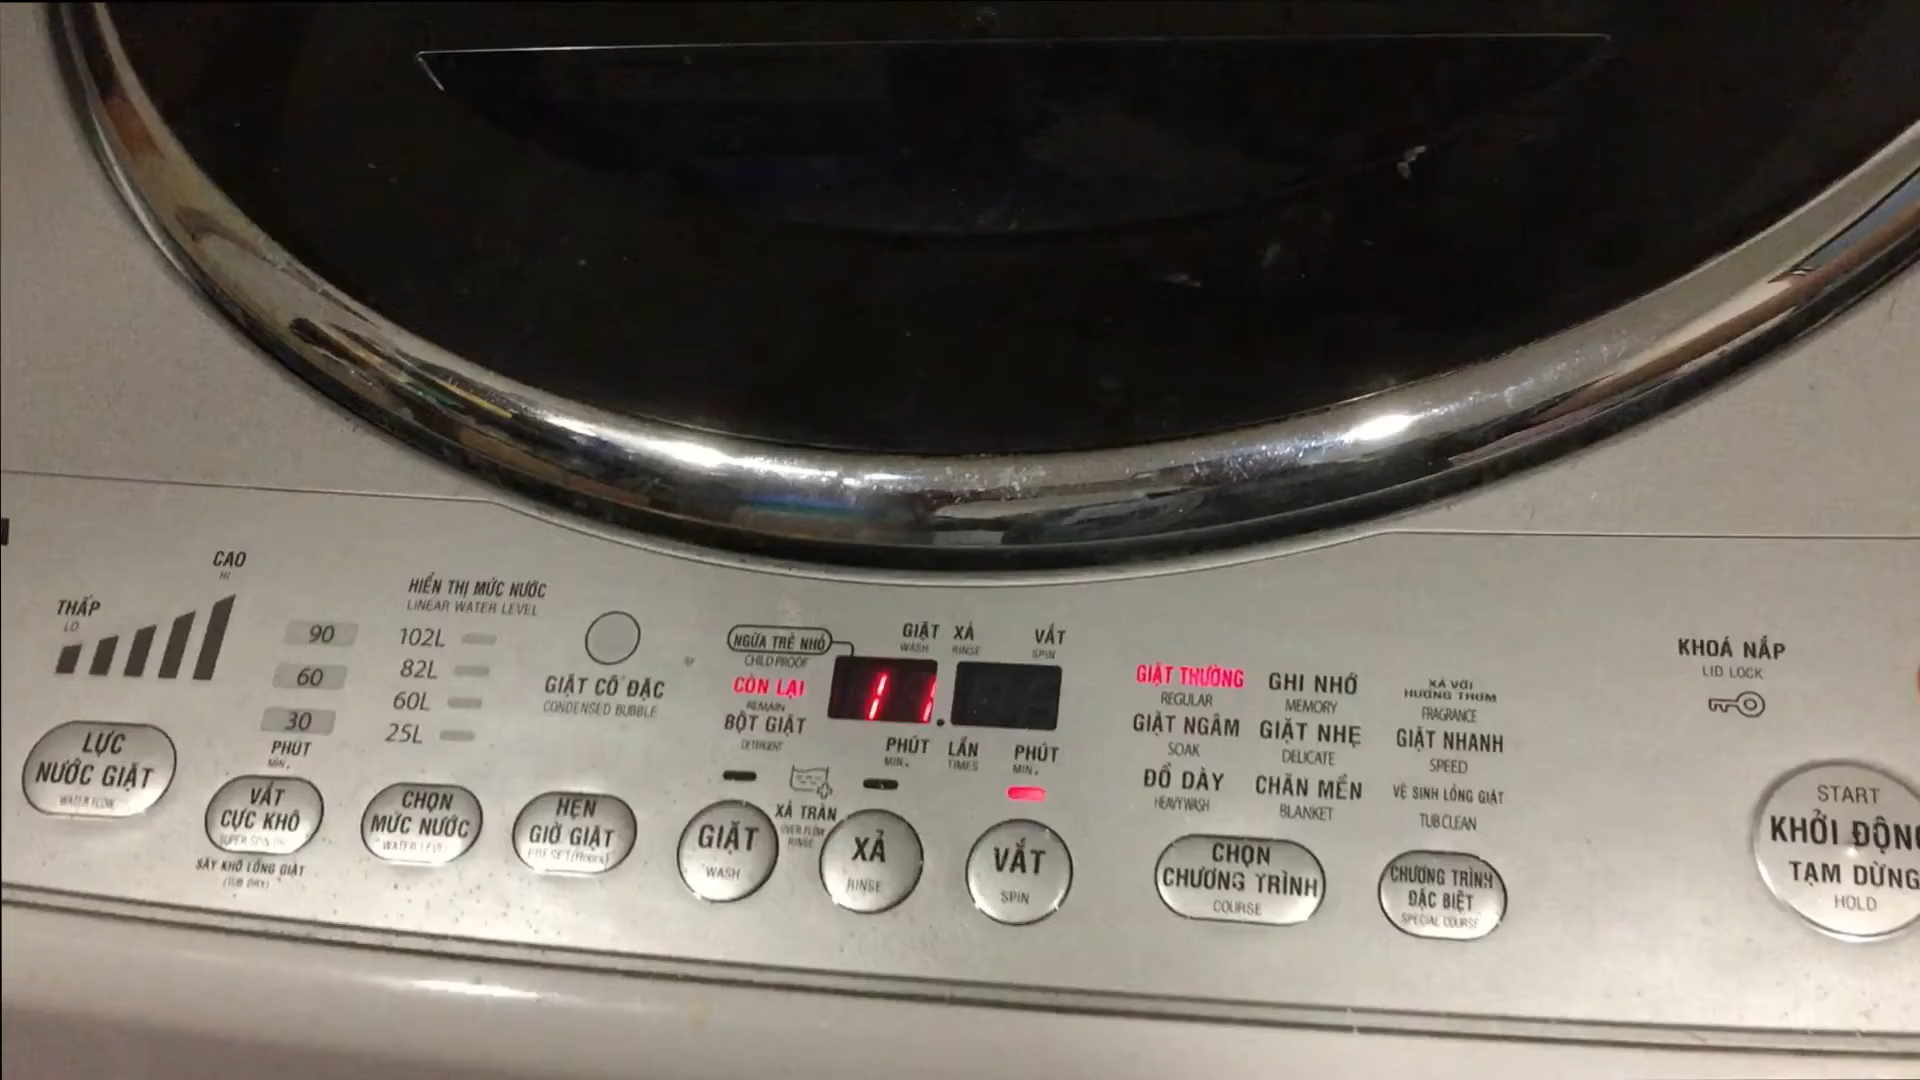 CAO
HI
THẤP
LO
90
60
30
PHÚT
MIN.
HIỂN THỊ MỨC NƯỚC
LINEAR WATER LEVEL
102L
82L
60L
25L
GIẶT CÔ ĐẶC
CONDENSED BUBBLE
NGỪA TRẺ NHỎ
CHILD PROOF
CÒN LẠI
REMAIN
BỘT GIẶT
DETERGENT
GIẶT
WASH
XẢ
RINSE
VẮT
SPIN
11
PHÚT
MIN.
LẦN
TIMES
PHÚT
MIN.
GIẶT THƯỜNG
REGULAR
GIẶT NGÂM
SOAK
ĐỒ DÀY
HEAVY WASH
GHI NHỚ
MEMORY
GIẶT NHẸ
DELICATE
CHĂN MỀN
BLANKET
XẢ VỚI
HƯƠNG THƠM
FRAGRANCE
GIẶT NHANH
SPEED
VỆ SINH LỒNG GIẶT
TUB CLEAN
KHOÁ NẮP
LID LOCK
LỰC
NƯỚC GIẶT
WATER FLOW
VẮT
CỰC KHÔ
SẤY KHÔ LỒNG GIẶT
(TUB DRY)
CHỌN
MỨC NƯỚC
WATER LEVEL
HẸN
GIỜ GIẶT
PRESET(Hours)
GIẶT
WASH
XẢ TRÀN
OVER FLOW
RINSE
XẢ
RINSE
VẮT
SPIN
CHỌN
CHƯƠNG TRÌNH
COURSE
CHƯƠNG TRÌNH
ĐẶC BIỆT
SPECIAL COURSE
START
KHỞI ĐỘNG
TẠM DỪNG
HOLD